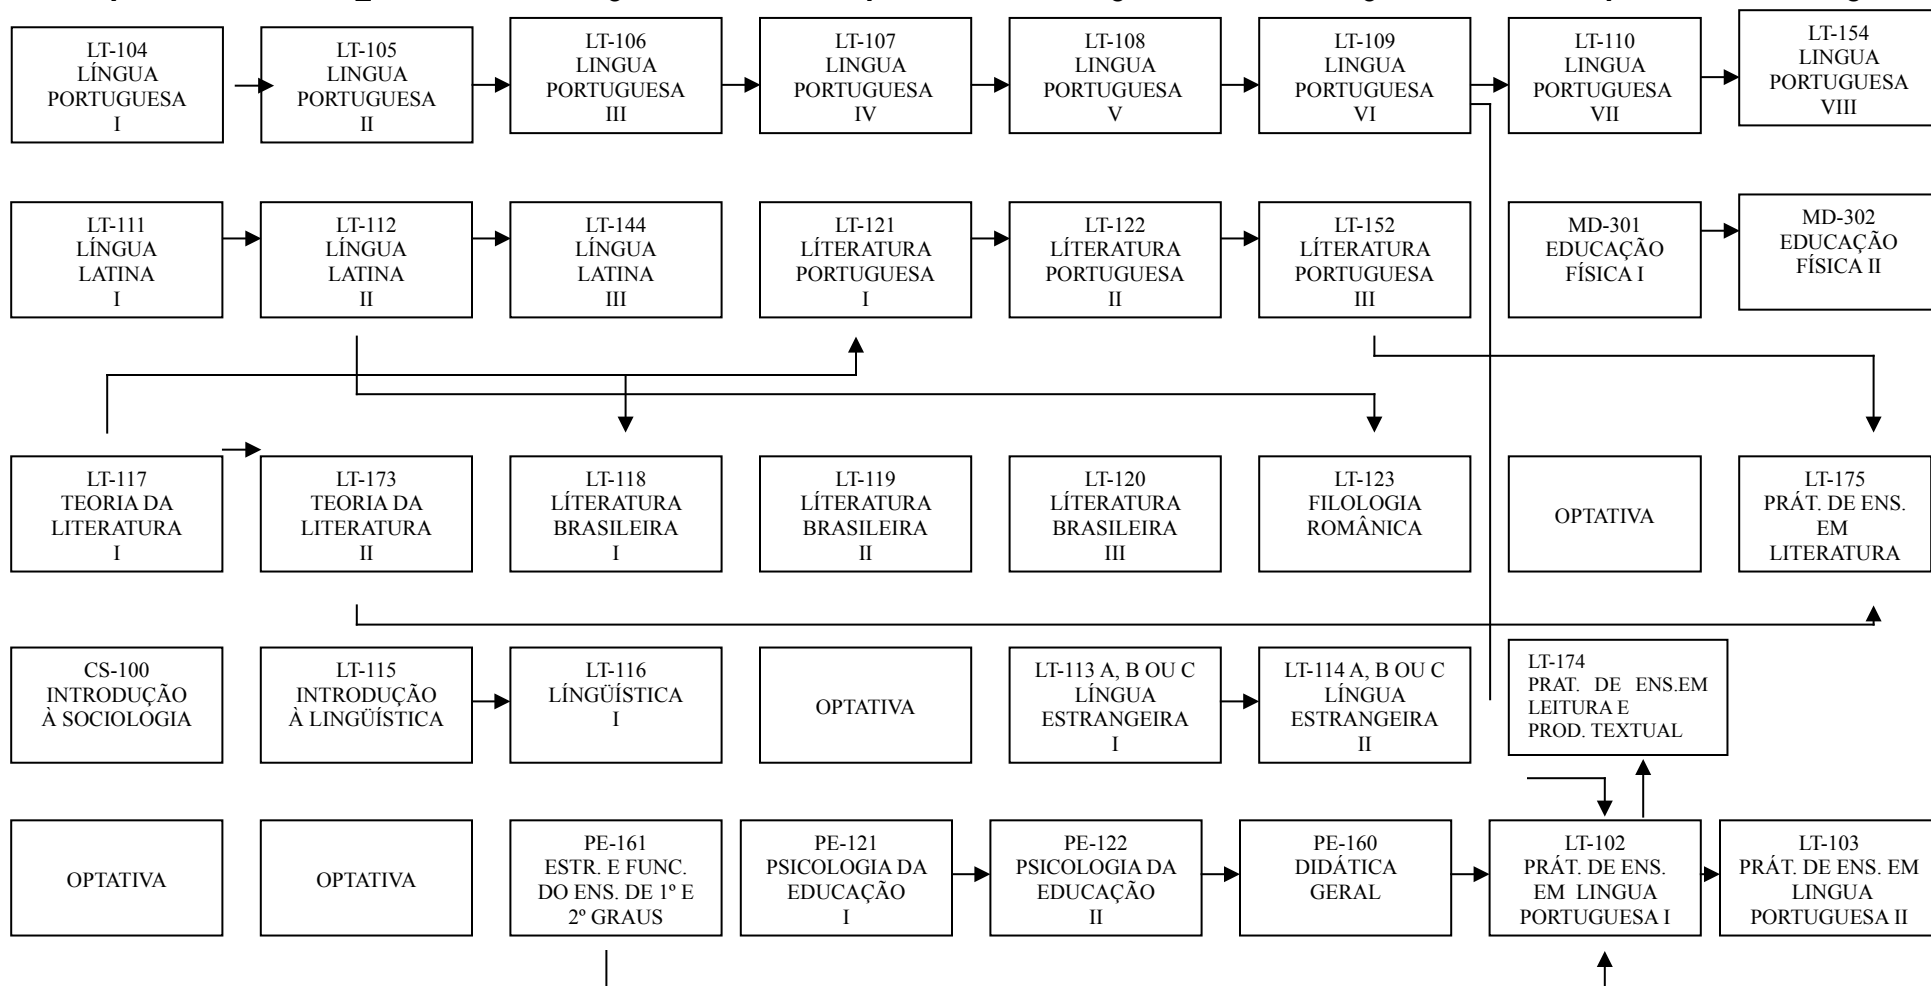 LT-104
LÍNGUA
PORTUGUESA
I
LT-105
LINGUA
PORTUGUESA
II
LT-106
LINGUA
PORTUGUESA
III
LT-107
LINGUA
PORTUGUESA
IV
LT-108
LINGUA
PORTUGUESA
V
LT-109
LINGUA
PORTUGUESA
VI
LT-110
LINGUA
PORTUGUESA
VII
LT-154
LINGUA
PORTUGUESA
VIII
LT-111
LÍNGUA
LATINA
I
LT-112
LÍNGUA
LATINA
II
LT-144
LÍNGUA
LATINA
III
LT-121
LÍTERATURA
PORTUGUESA
I
LT-122
LÍTERATURA
PORTUGUESA
II
LT-152
LÍTERATURA
PORTUGUESA
III
MD-301
EDUCAÇÃO
FÍSICA I
MD-302
EDUCAÇÃO
FÍSICA II
LT-117
TEORIA DA
LITERATURA
I
LT-173
TEORIA DA
LITERATURA
II
LT-118
LÍTERATURA
BRASILEIRA
I
LT-119
LÍTERATURA
BRASILEIRA
II
LT-120
LÍTERATURA
BRASILEIRA
III
LT-123
FILOLOGIA
ROMÂNICA
OPTATIVA
LT-175
PRÁT. DE ENS.
EM
LITERATURA
CS-100
INTRODUÇÃO
À SOCIOLOGIA
LT-115
INTRODUÇÃO
À LINGÜÍSTICA
LT-116
LÍNGÜÍSTICA
I
OPTATIVA
LT-113 A, B OU C
LÍNGUA
ESTRANGEIRA
I
LT-114 A, B OU C
LÍNGUA
ESTRANGEIRA
II
LT-174
PRAT. DE ENS.EM
LEITURA E
PROD. TEXTUAL
OPTATIVA
OPTATIVA
PE-161
ESTR. E FUNC.
DO ENS. DE 1º E
2º GRAUS
PE-121
PSICOLOGIA DA
EDUCAÇÃO
I
PE-122
PSICOLOGIA DA
EDUCAÇÃO
II
PE-160
DIDÁTICA
GERAL
LT-102
PRÁT. DE ENS.
EM LINGUA
PORTUGUESA I
LT-103
PRÁT. DE ENS. EM
LINGUA
PORTUGUESA II